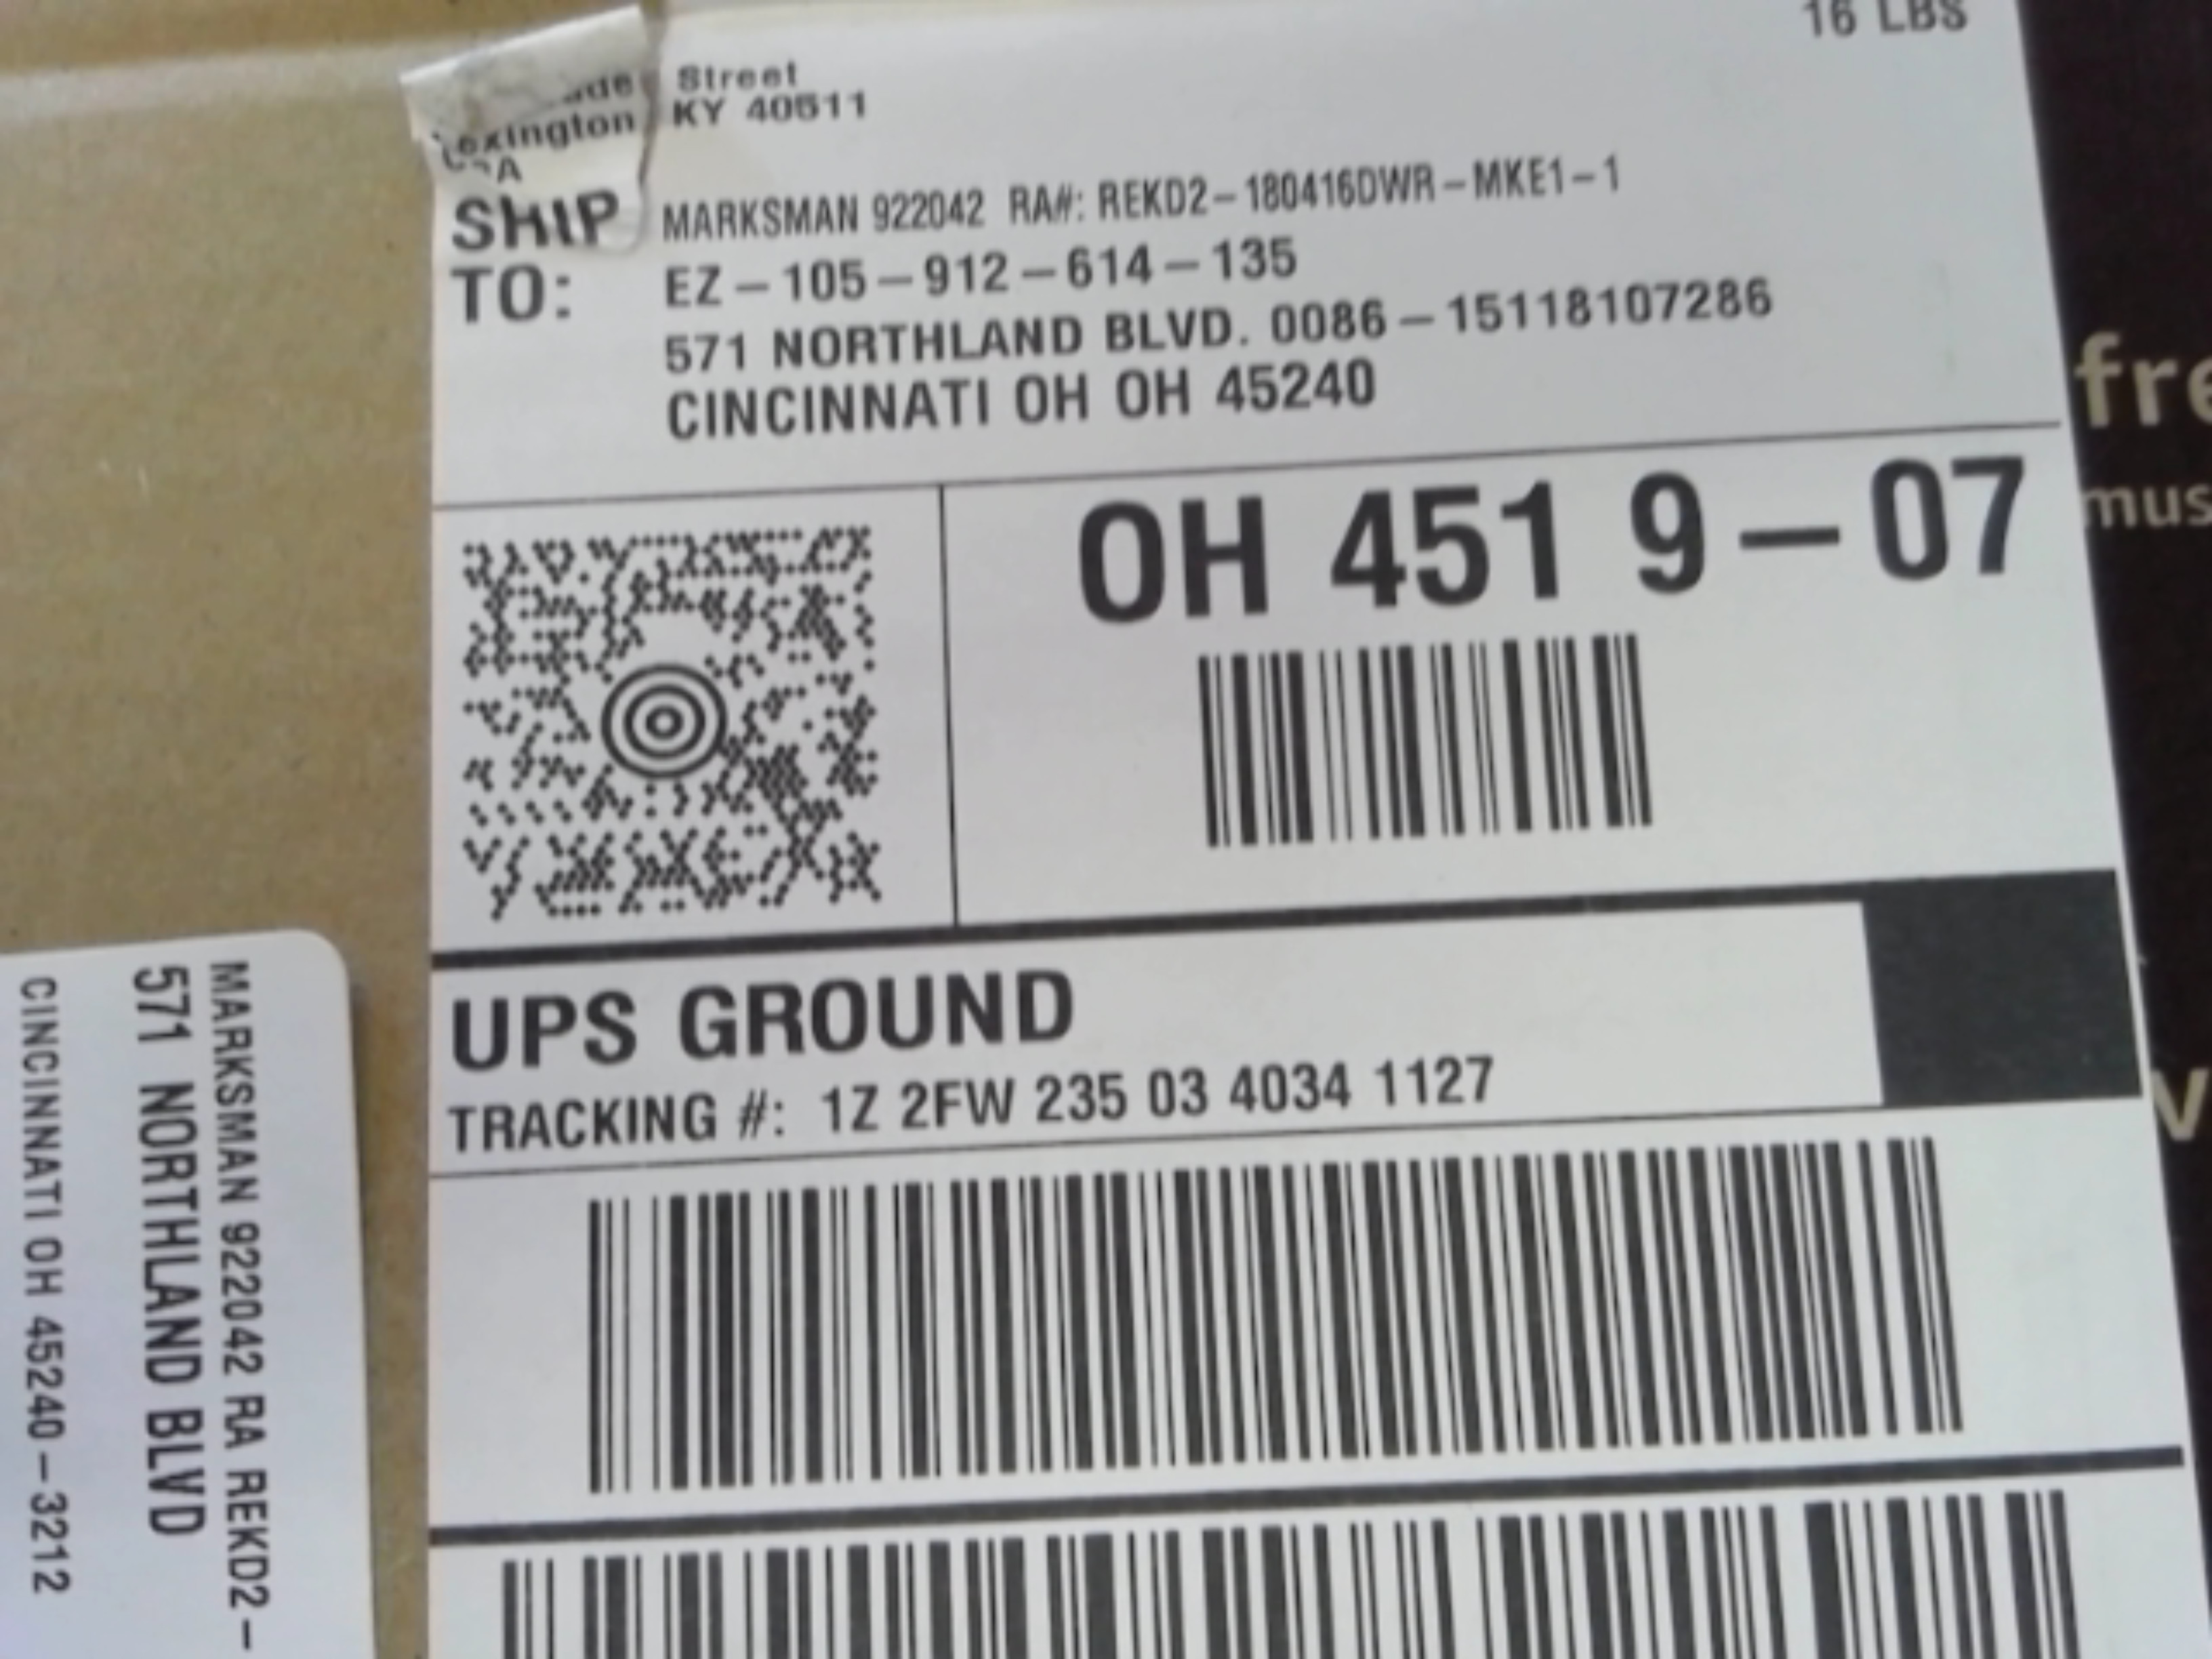 16 LBS
Street
Lexington KY 40511
USA
SHIP TO: MARKSMAN 922042 RA#: REKD2-180416DWR-MKE1-1
EZ-105-912-614-135
571 NORTHLAND BLVD. 0086-15118107286
CINCINNATI OH OH 45240
OH 451 9-07
UPS GROUND
TRACKING #: 1Z 2FW 235 03 4034 1127
MARKSMAN 922042 RA REKD2-
571 NORTHLAND BLVD
CINCINNATI OH 45240-3212